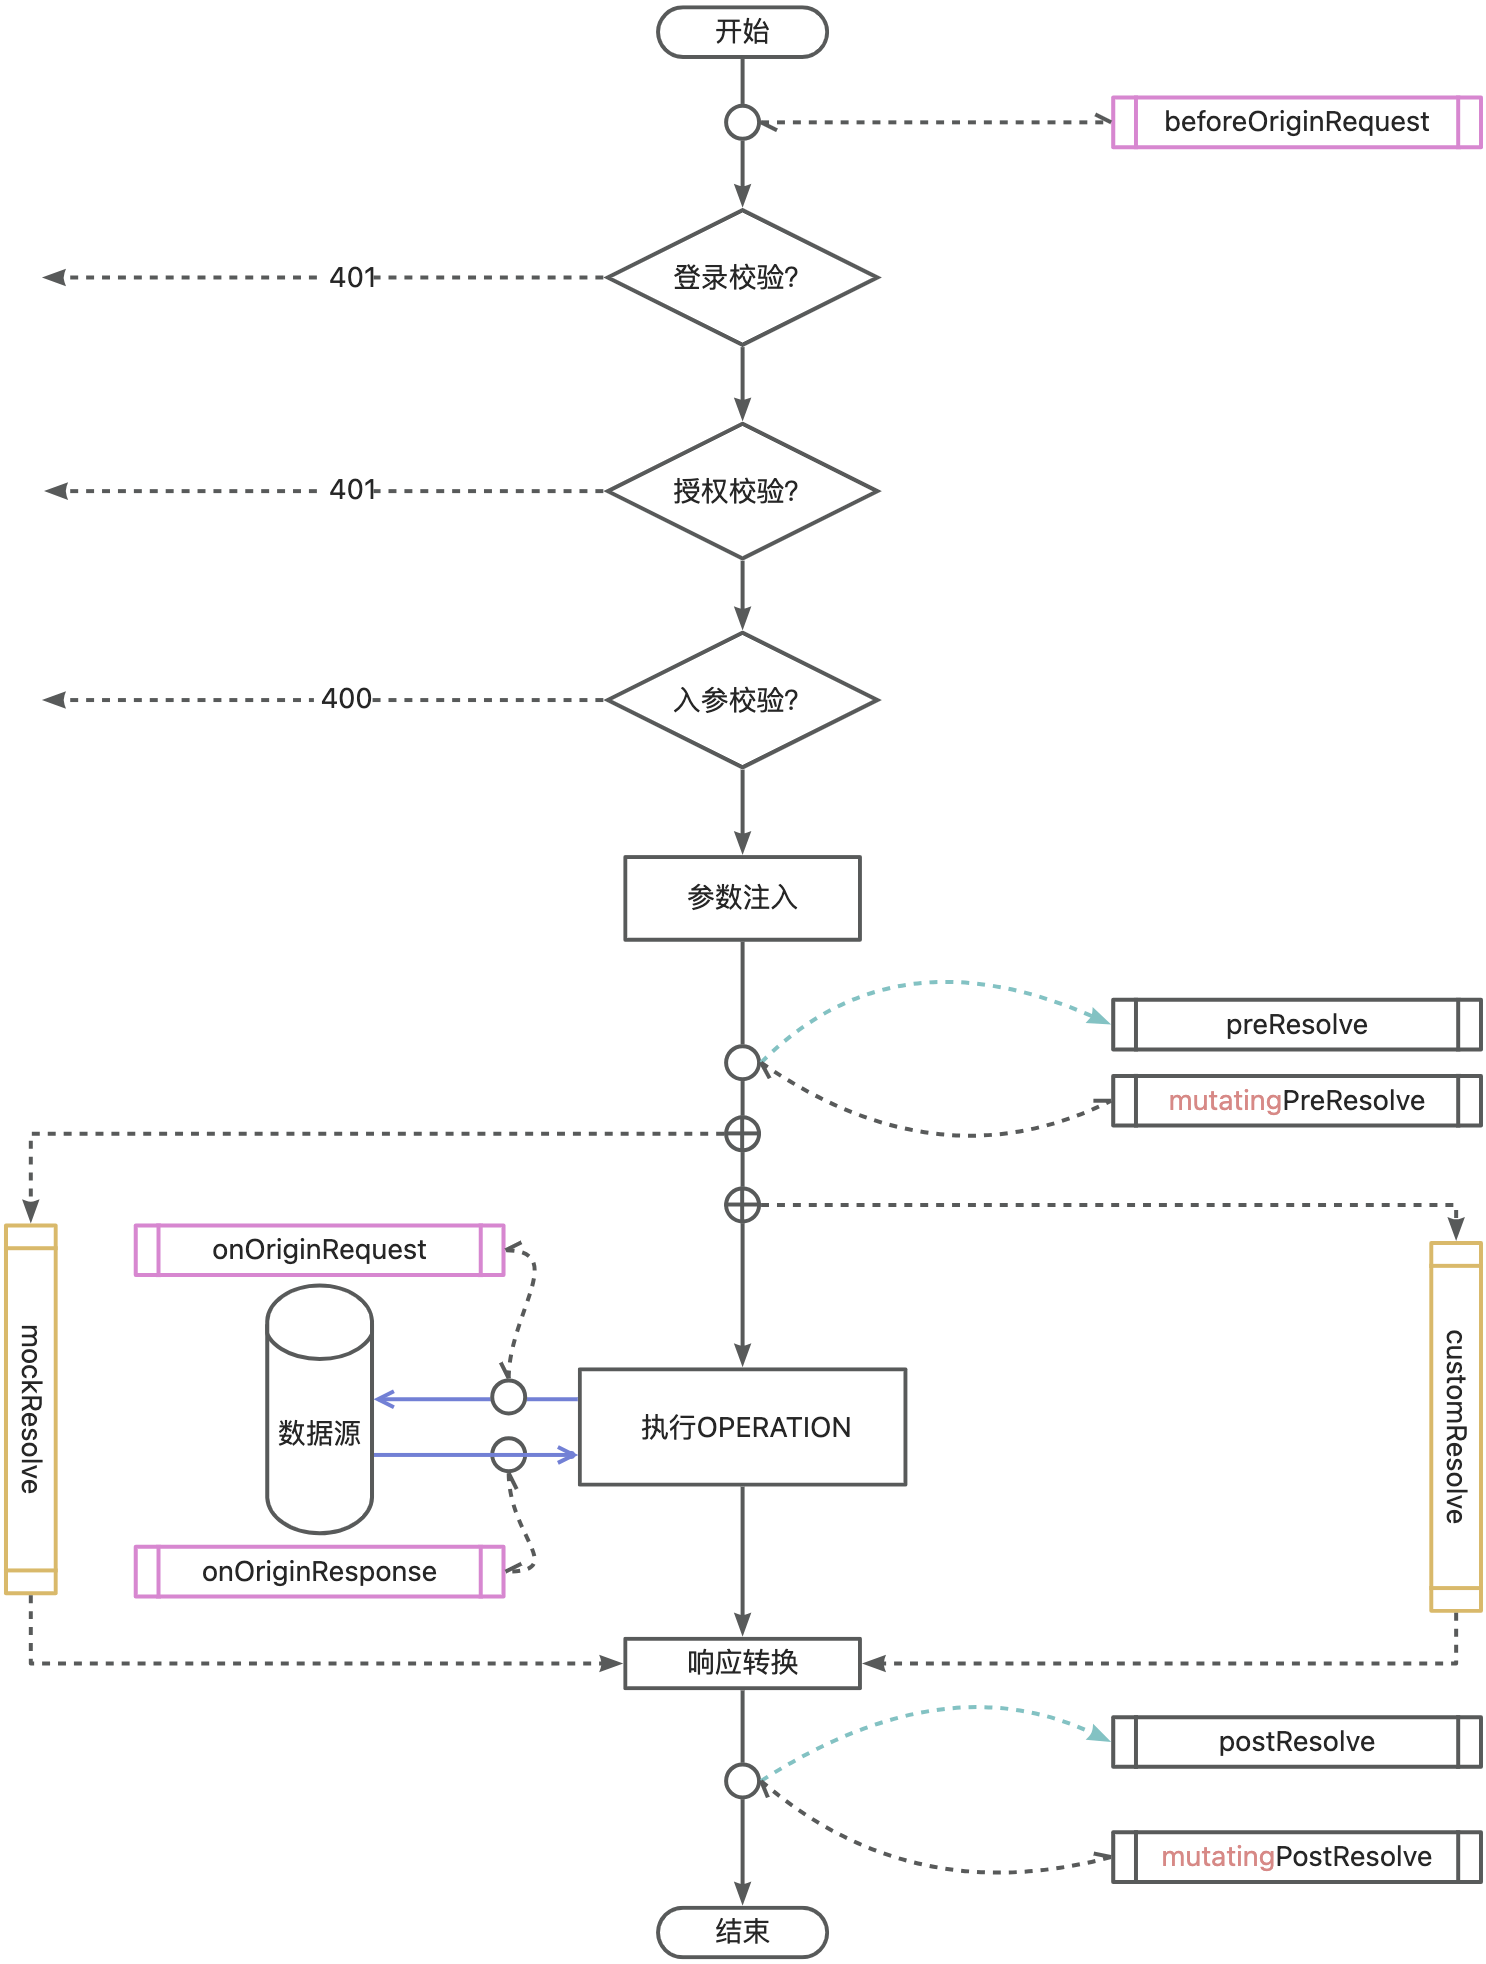 开始
beforeOriginRequest
登录校验?
401
授权校验?
401
入参校验?
400
参数注入
preResolve
mutatingPreResolve
onOriginRequest
mockResolve
customResolve
数据源
执行OPERATION
onOriginResponse
响应转换
postResolve
mutatingPostResolve
结束